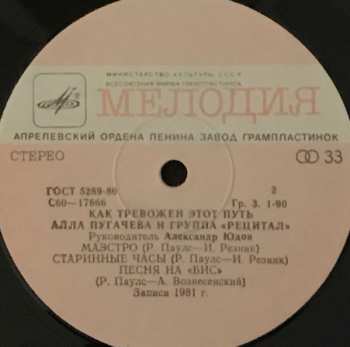 МИНИСТЕРСТВО КУЛЬТУРЫ СССР
ВСЕСОЮЗНАЯ ФИРМА ГРАМПЛАСТИНОК
МЕЛОДИЯ
АПРЕЛЕВСКИЙ ОРДЕНА ЛЕНИНА ЗАВОД ГРАМПЛАСТИНОК
СТЕРЕО 33
ГОСТ 5289-80 2
С60-17666 Гр. 3. 1-90
КАК ТРЕВОЖЕН ЭТОТ ПУТЬ
АЛЛА ПУГАЧЕВА И ГРУППА «РЕЦИТАЛ»
Руководитель Александр Юдов
МАЭСТРО (Р. Паулс—И. Резник)
СТАРИННЫЕ ЧАСЫ (Р. Паулс—И. Резник)
ПЕСНЯ НА «БИС»
(Р. Паулс—А. Вознесенский)
Записи 1981 г.